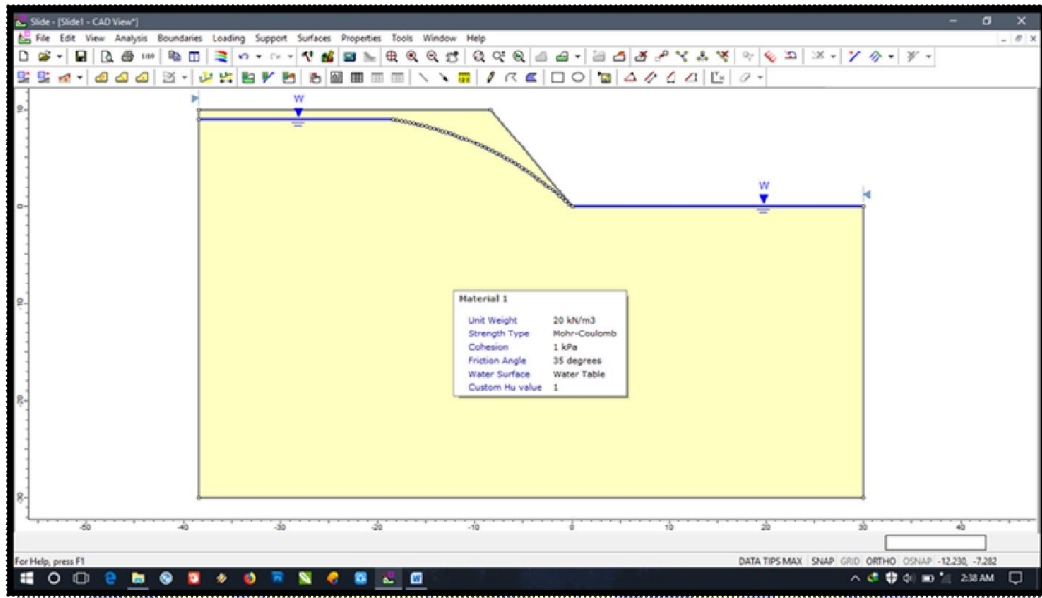 Slide - [Slide1 - CAD View*]
File Edit View Analysis Boundaries Loading Support Surfaces Properties Tools Window Help
W
10
W
0
Material 1
Unit Weight 20 kN/m3
Strength Type Mohr-Coulomb
Cohesion 1 kPa
Friction Angle 35 degrees
Water Surface Water Table
Custom Hu value 1
-10
-20
-30
-50 -40 -30 -20 -10 0 10 20 30 40
For Help, press F1 DATA TIPS MAX SNAP GRID ORTHO OSNAP -12.230, -7.282
2:38 AM